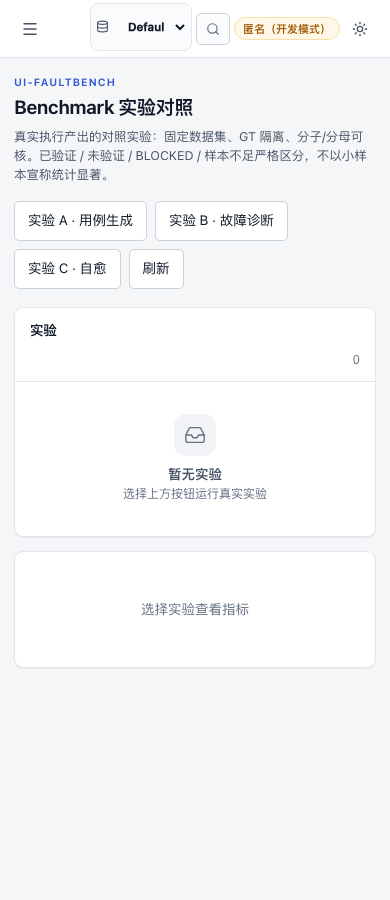 Defaul
匿名（开发模式）
UI-FAULTBENCH
Benchmark 实验对照
真实执行产出的对照实验：固定数据集、GT 隔离、分子/分母可
核。已验证 / 未验证 / BLOCKED / 样本不足严格区分，不以小样
本宣称统计显著。
实验 A · 用例生成
实验 B · 故障诊断
实验 C · 自愈
刷新
实验
0
暂无实验
选择上方按钮运行真实实验
选择实验查看指标